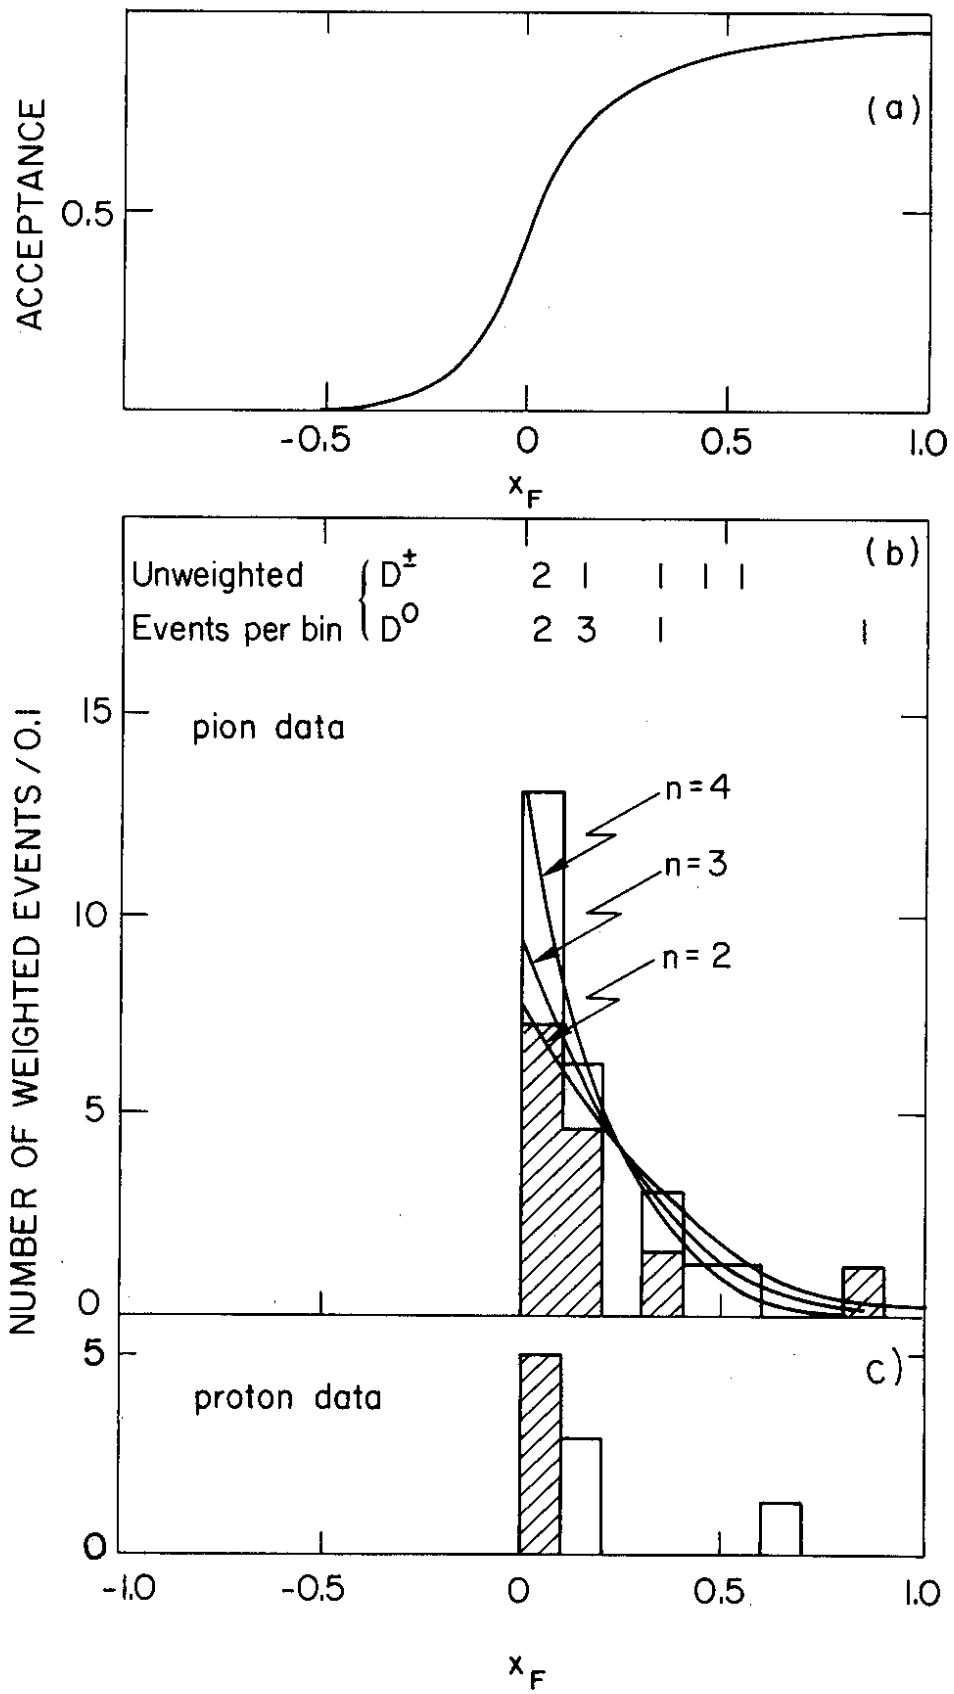 (a)
ACCEPTANCE
0.5
-0.5 0 0.5 1.0
x_F
(b)
Unweighted { D± 2 1 1 1 1
Events per bin D⁰ 2 3 1 1
NUMBER OF WEIGHTED EVENTS / 0.1
15
pion data
n=4
n=3
10
n=2
5
0
5
c)
proton data
0
-1.0 -0.5 0 0.5 1.0
x_F